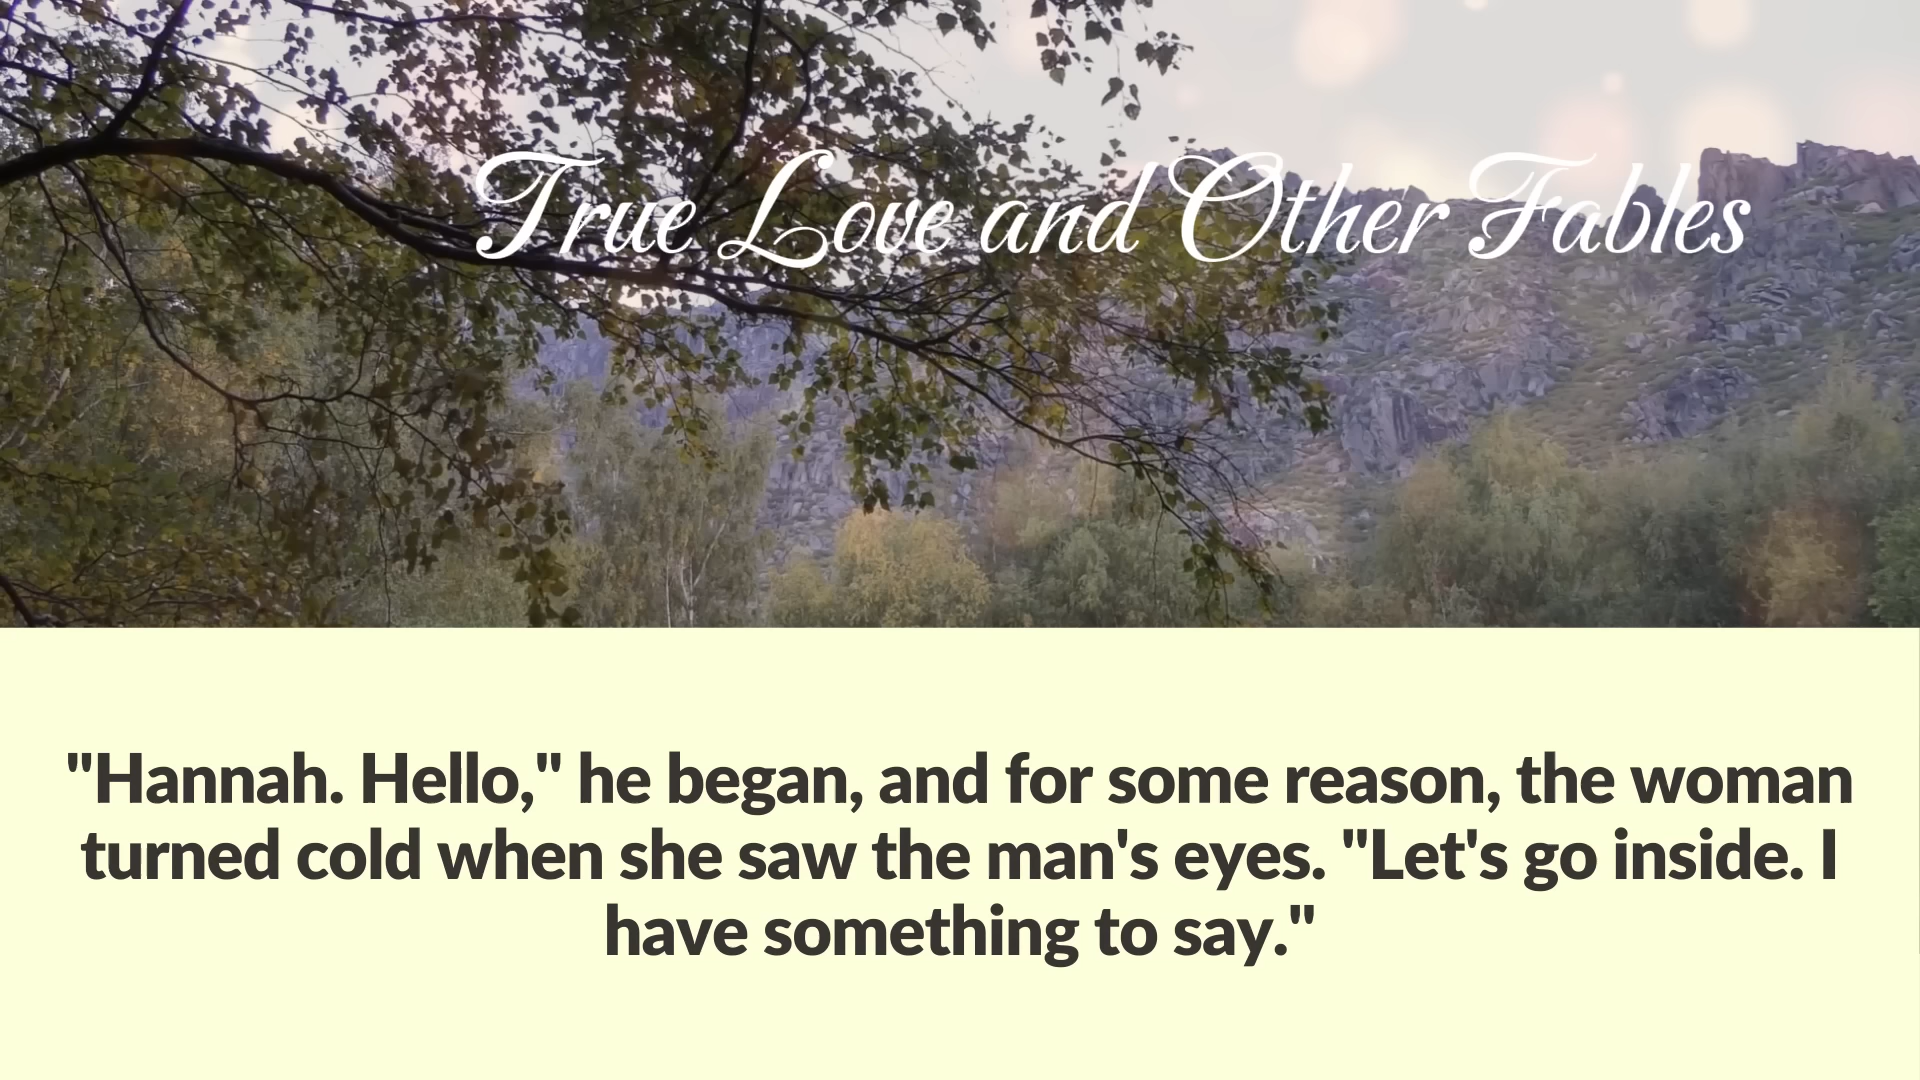 True Love and Other Fables
"Hannah. Hello," he began, and for some reason, the woman
turned cold when she saw the man's eyes. "Let's go inside. I
have something to say."